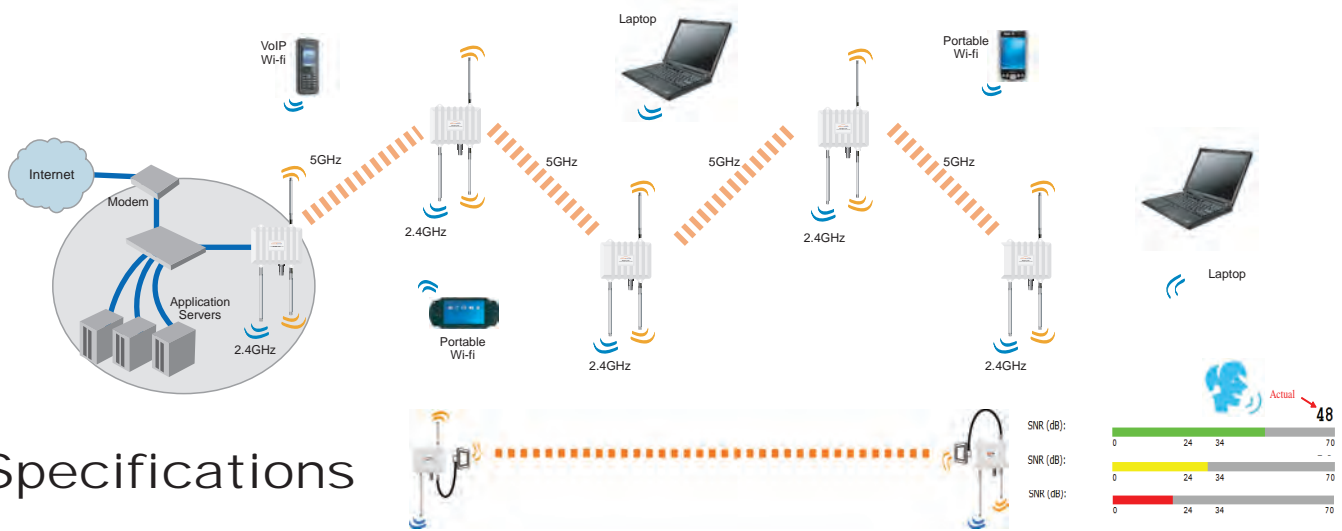 Laptop
VoIP
Wi-fi
Portable
Wi-fi
5GHz
5GHz
5GHz
5GHz
Internet
Modem
2.4GHz
2.4GHz
Laptop
Application
Servers
Portable
Wi-fi
2.4GHz
2.4GHz
2.4GHz
Specifications
Actual
48
SNR (dB):
0 24 34 70
SNR (dB):
0 24 34 70
SNR (dB):
0 24 34 70